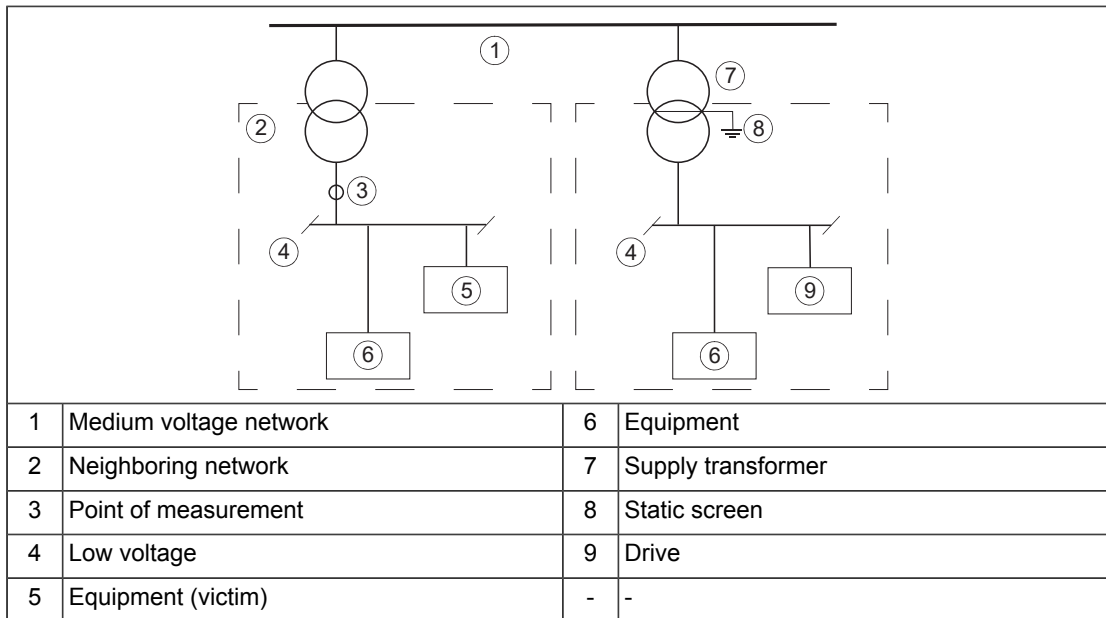 1
7
2
8
3
4
4
5
9
6
6
1 Medium voltage network 6 Equipment
2 Neighboring network 7 Supply transformer
3 Point of measurement 8 Static screen
4 Low voltage 9 Drive
5 Equipment (victim) - -